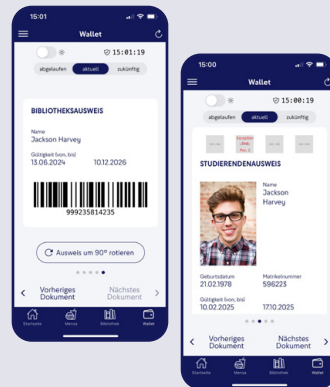 15:01
Wallet
15:01:19
abgelaufen aktuell zukünftig
BIBLIOTHEKSAUSWEIS
Name
Jackson Harvey
Gültigkeit (von, bis)
13.06.2024 10.12.2026
999235814235
Ausweis um 90° rotieren
Vorheriges Dokument
Nächstes Dokument
Startseite Mensa Bibliothek Wallet
15:00
Wallet
15:00:19
abgelaufen aktuell zukünftig
STUDIERENDENAUSWEIS
Name
Jackson
Harvey
Geburtsdatum Matrikelnummer
21.02.1978 596223
Gültigkeit (von, bis)
10.02.2025 17.10.2025
Vorheriges Dokument
Nächstes Dokument
Startseite Mensa Bibliothek Wallet